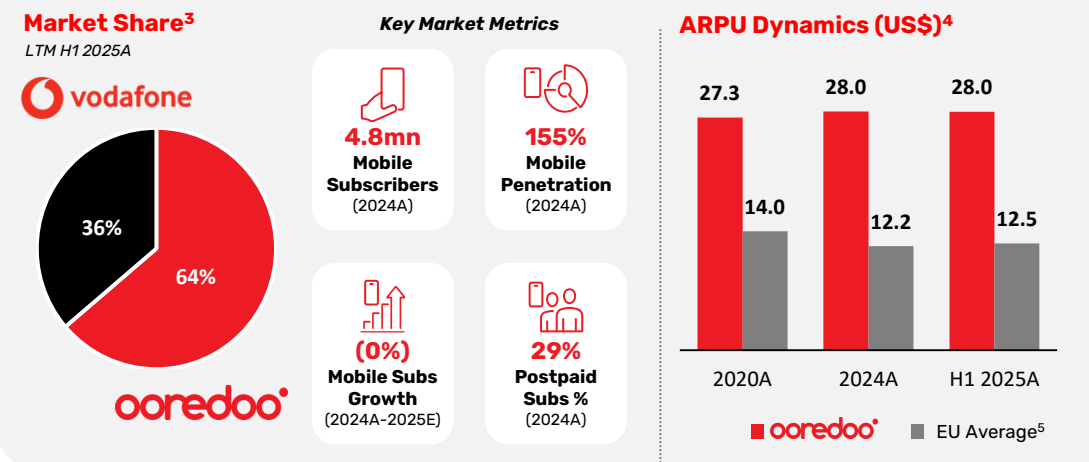 Market Share³
LTM H1 2025A
vodafone
36%
64%
ooredoo
Key Market Metrics
4.8mn
Mobile
Subscribers
(2024A)
155%
Mobile
Penetration
(2024A)
(0%)
Mobile Subs
Growth
(2024A-2025E)
29%
Postpaid
Subs %
(2024A)
ARPU Dynamics (US$)⁴
27.3
14.0
28.0
12.2
28.0
12.5
2020A
2024A
H1 2025A
ooredoo
EU Average⁵